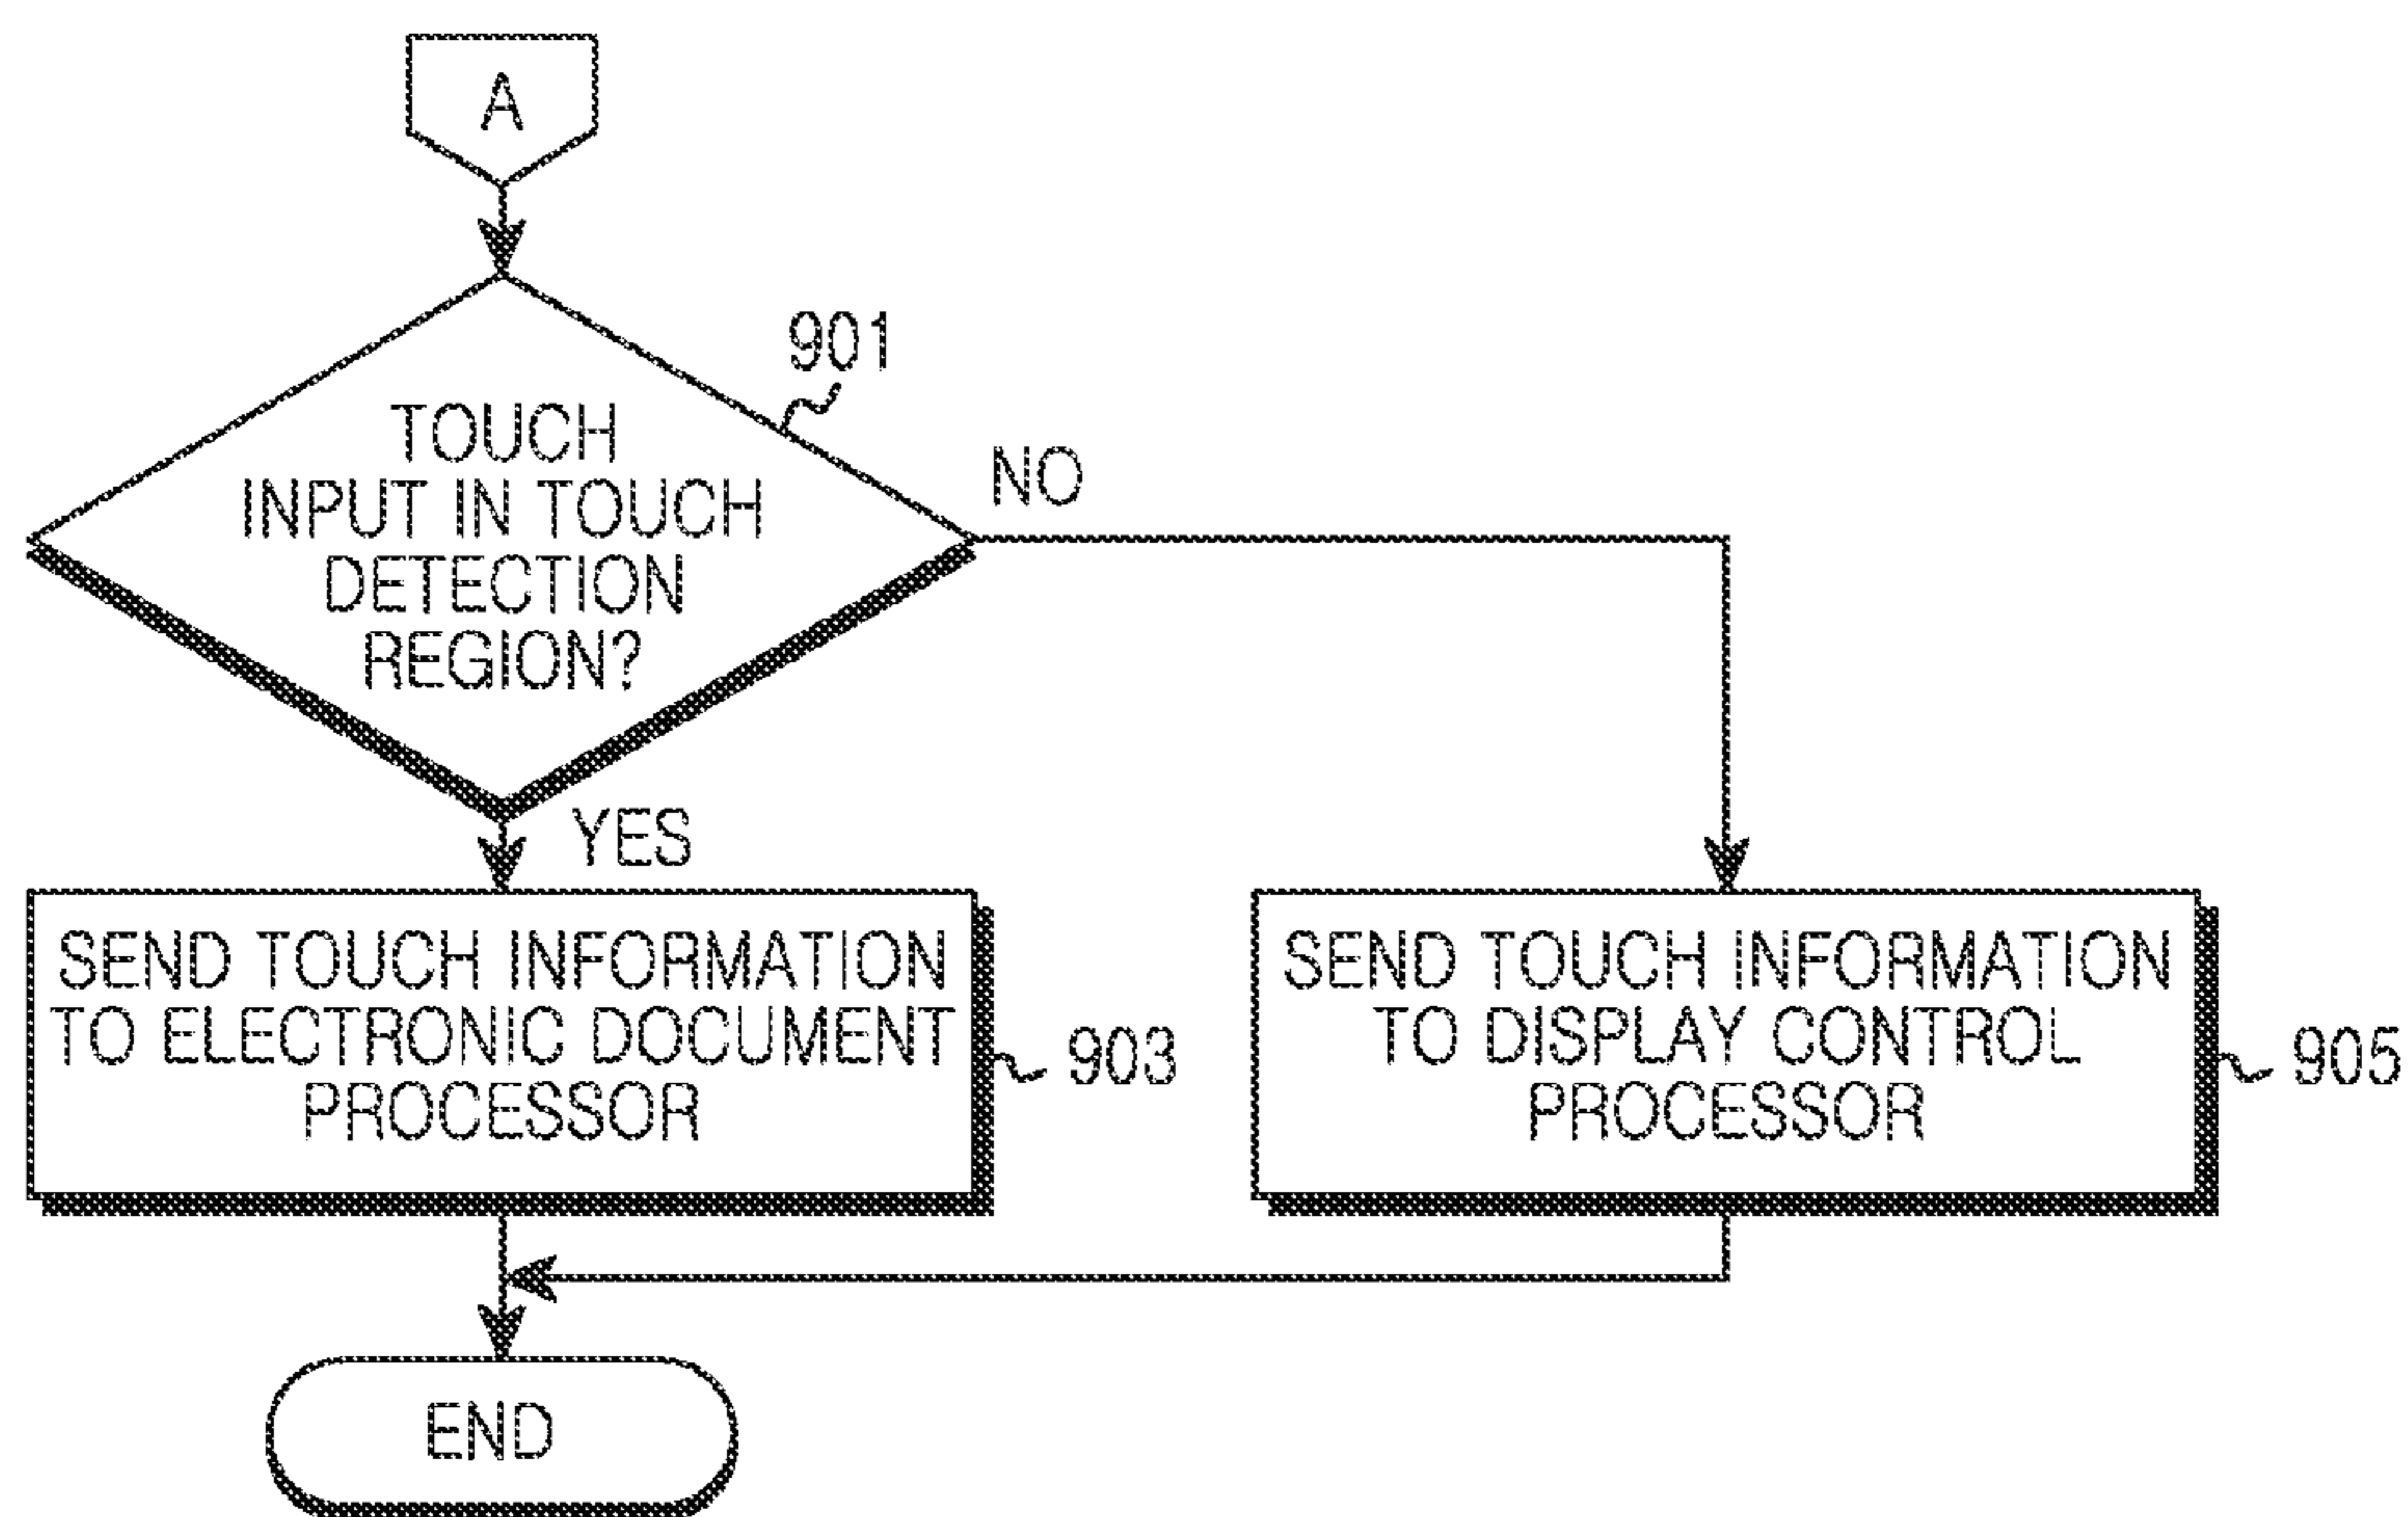 A
901
TOUCH
INPUT IN TOUCH
DETECTION
REGION?
NO
YES
SEND TOUCH INFORMATION
TO ELECTRONIC DOCUMENT
PROCESSOR
903
SEND TOUCH INFORMATION
TO DISPLAY CONTROL
PROCESSOR
905
END